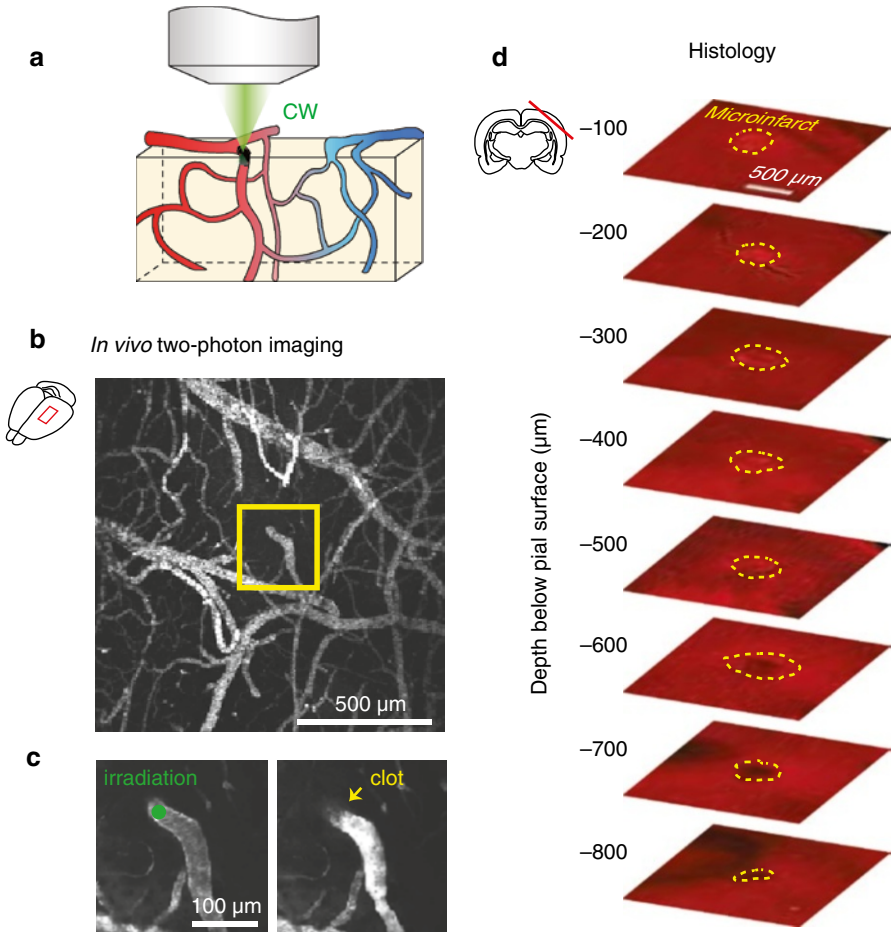 a
CW
b
In vivo two-photon imaging
500 µm
c
irradiation
100 µm
clot
d
Histology
Depth below pial surface (µm)
–100
Microinfarct
500 µm
–200
–300
–400
–500
–600
–700
–800